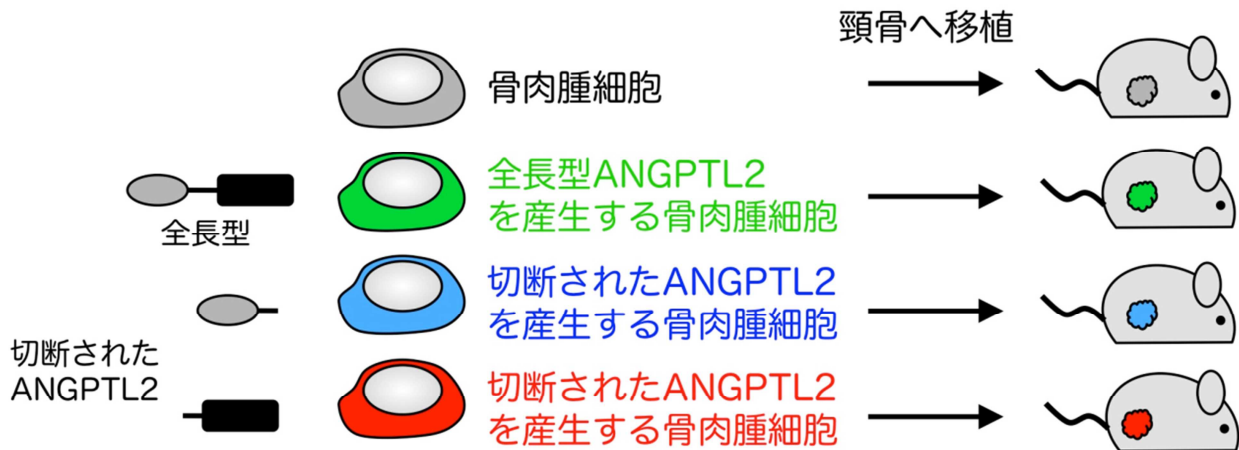 頸骨へ移植
骨肉腫細胞
全長型ANGPTL2
を産生する骨肉腫細胞
全長型
切断されたANGPTL2
を産生する骨肉腫細胞
切断された
ANGPTL2
切断されたANGPTL2
を産生する骨肉腫細胞